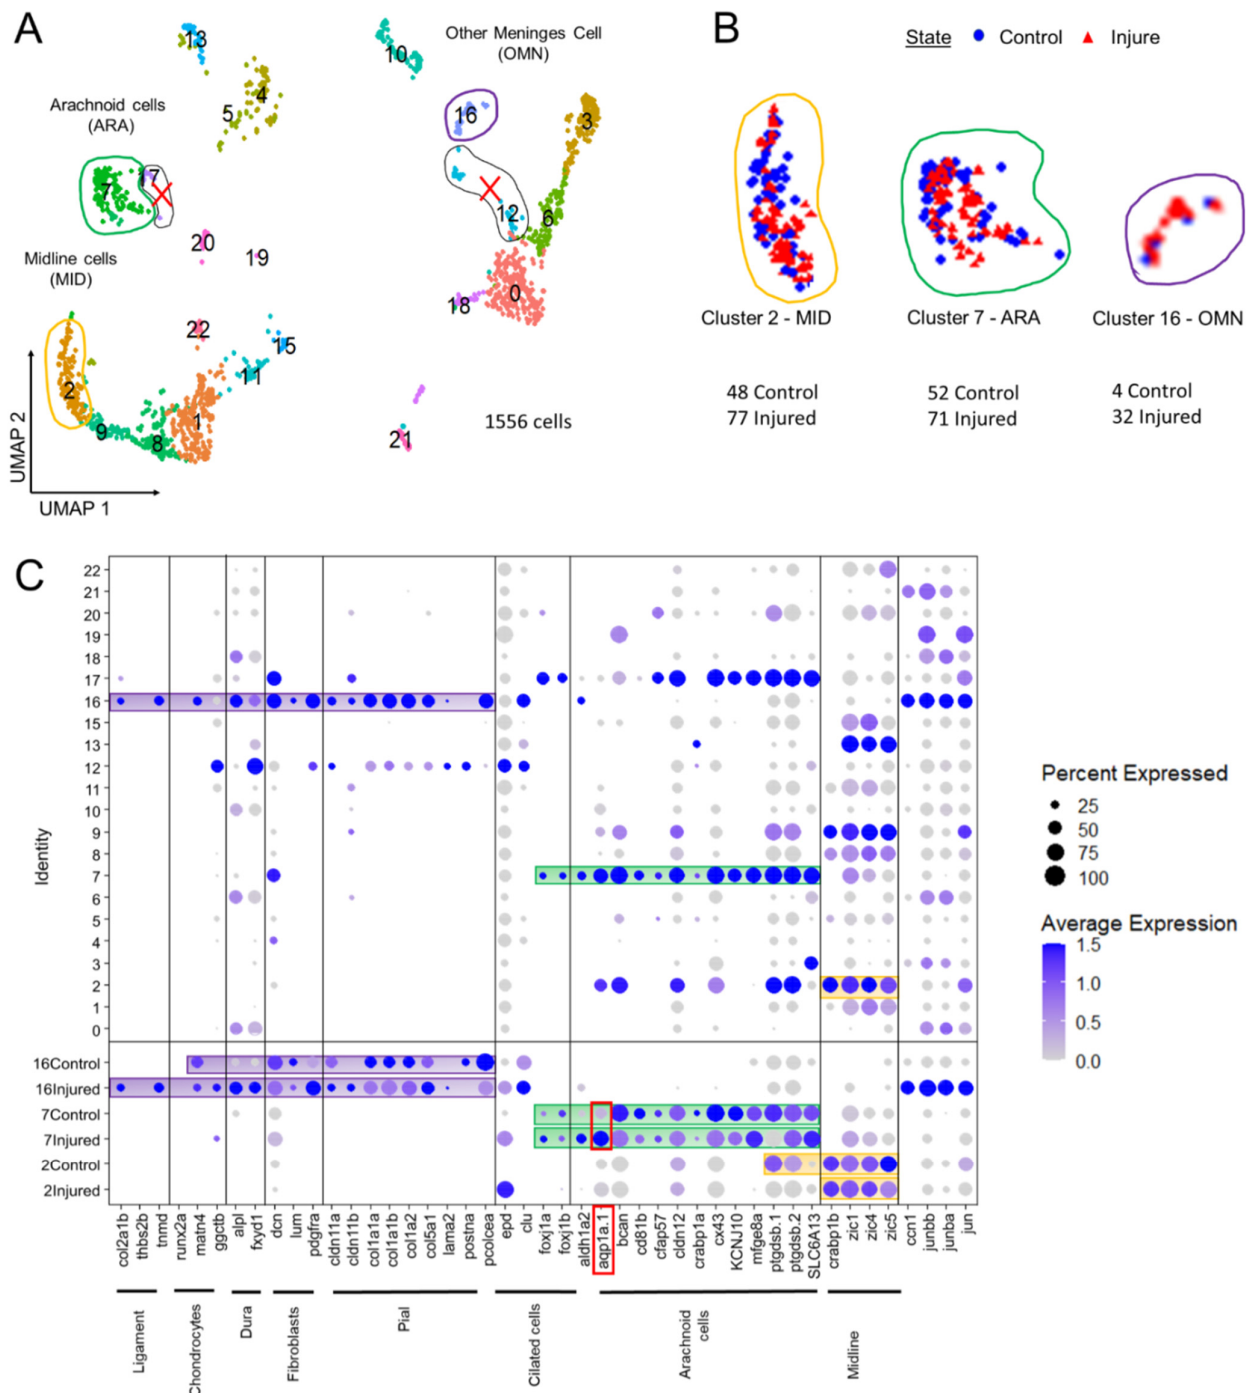 A
Arachnoid cells
(ARA)
Midline cells
(MID)
Other Meninges Cell
(OMN)
13
4
5
7
17
20
19
22
15
11
2
9
8
1
10
16
3
12
6
0
18
21
1556 cells
UMAP 2
UMAP 1
B
State Control Injure
Cluster 2 - MID
Cluster 7 - ARA
Cluster 16 - OMN
48 Control
77 Injured
52 Control
71 Injured
4 Control
32 Injured
C
Identity
22
21
20
19
18
17
16
15
13
12
11
10
9
8
7
6
5
4
3
2
1
0
16Control
16Injured
7Control
7Injured
2Control
2Injured
col2a1b
thbs2b
tnmd
runx2a
matn4
ggctb
alpl
fxyd1
dcn
lum
pdgfra
cldn11a
cldn11b
col1a1a
col1a1b
col1a2
col5a1
lama2
postna
pcolcea
epd
clu
foxj1a
foxj1b
aldh1a2
aqp1a.1
bcan
cd81b
cfap57
cldn12
crabp1a
cx43
KCNJ10
mfge8a
ptgdsb.1
ptgdsb.2
SLC6A13
crabp1b
zic1
zic4
zic5
ccn1
junbb
junba
jun
Ligament
Chondrocytes
Dura
Fibroblasts
Pial
Cilated cells
Arachnoid
cells
Midline
Percent Expressed
25
50
75
100
Average Expression
1.5
1.0
0.5
0.0